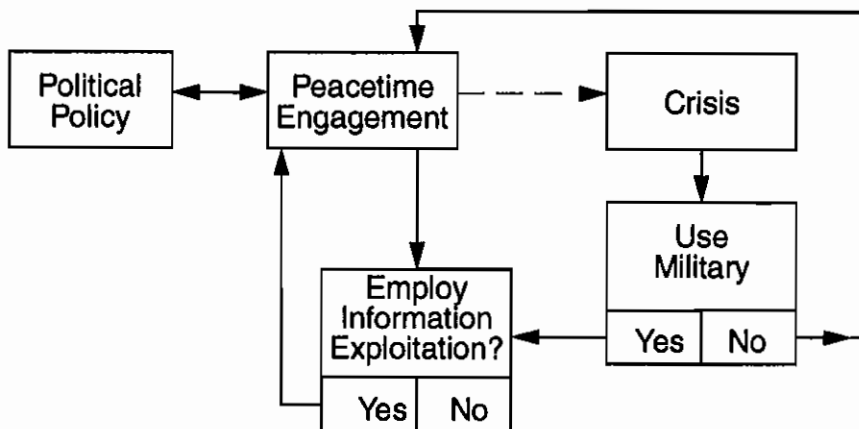 Political
Policy
Peacetime
Engagement
Crisis
Use
Military
Yes
No
Employ
Information
Exploitation?
Yes
No